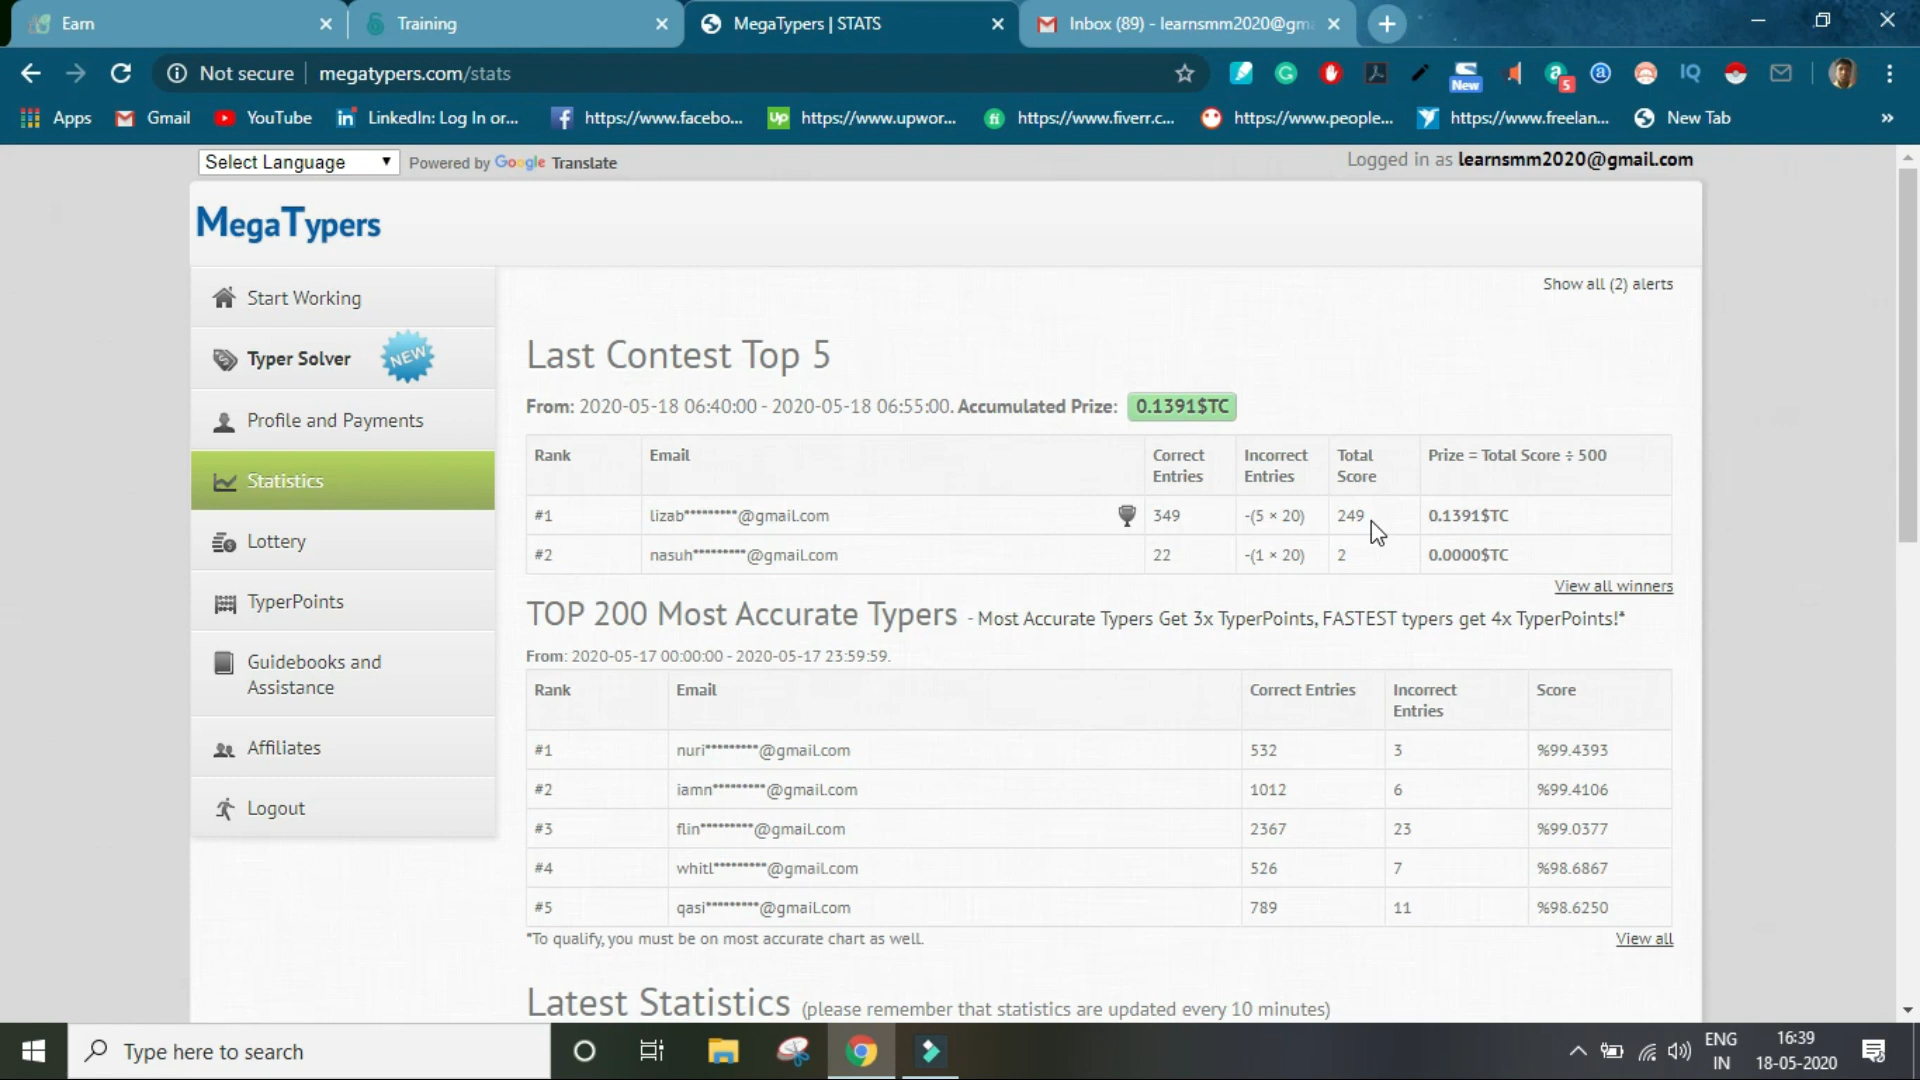 Earn
Training
MegaTypers | STATS
Inbox (89) - learnsmm2020@gm
Not secure
megatypers.com/stats
New
5
IQ
Apps
Gmail
YouTube
LinkedIn: Log In or...
https://www.facebo...
https://www.upwor...
https://www.fiverr.c...
https://www.people...
https://www.freelan...
New Tab
»
Select Language
Powered by Google Translate
Logged in as learnsmm2020@gmail.com
MegaTypers
Show all (2) alerts
Start Working
Typer Solver
NEW
Profile and Payments
Statistics
Lottery
TyperPoints
Guidebooks and
Assistance
Affiliates
Logout
Last Contest Top 5
From: 2020-05-18 06:40:00 - 2020-05-18 06:55:00. Accumulated Prize: 0.1391$TC
Rank Email Correct Entries Incorrect Entries Total Score Prize = Total Score ÷ 500
#1 lizab*********@gmail.com 349 -(5 × 20) 249 0.1391$TC
#2 nasuh*********@gmail.com 22 -(1 × 20) 2 0.0000$TC
View all winners
TOP 200 Most Accurate Typers - Most Accurate Typers Get 3x TyperPoints, FASTEST typers get 4x TyperPoints!*
From: 2020-05-17 00:00:00 - 2020-05-17 23:59:59.
Rank Email Correct Entries Incorrect Entries Score
#1 nuri*********@gmail.com 532 3 %99.4393
#2 iamn*********@gmail.com 1012 6 %99.4106
#3 flin*********@gmail.com 2367 23 %99.0377
#4 whitl*********@gmail.com 526 7 %98.6867
#5 qasi*********@gmail.com 789 11 %98.6250
*To qualify, you must be on most accurate chart as well.
View all
Latest Statistics (please remember that statistics are updated every 10 minutes)
Type here to search
ENG
IN
16:39
18-05-2020